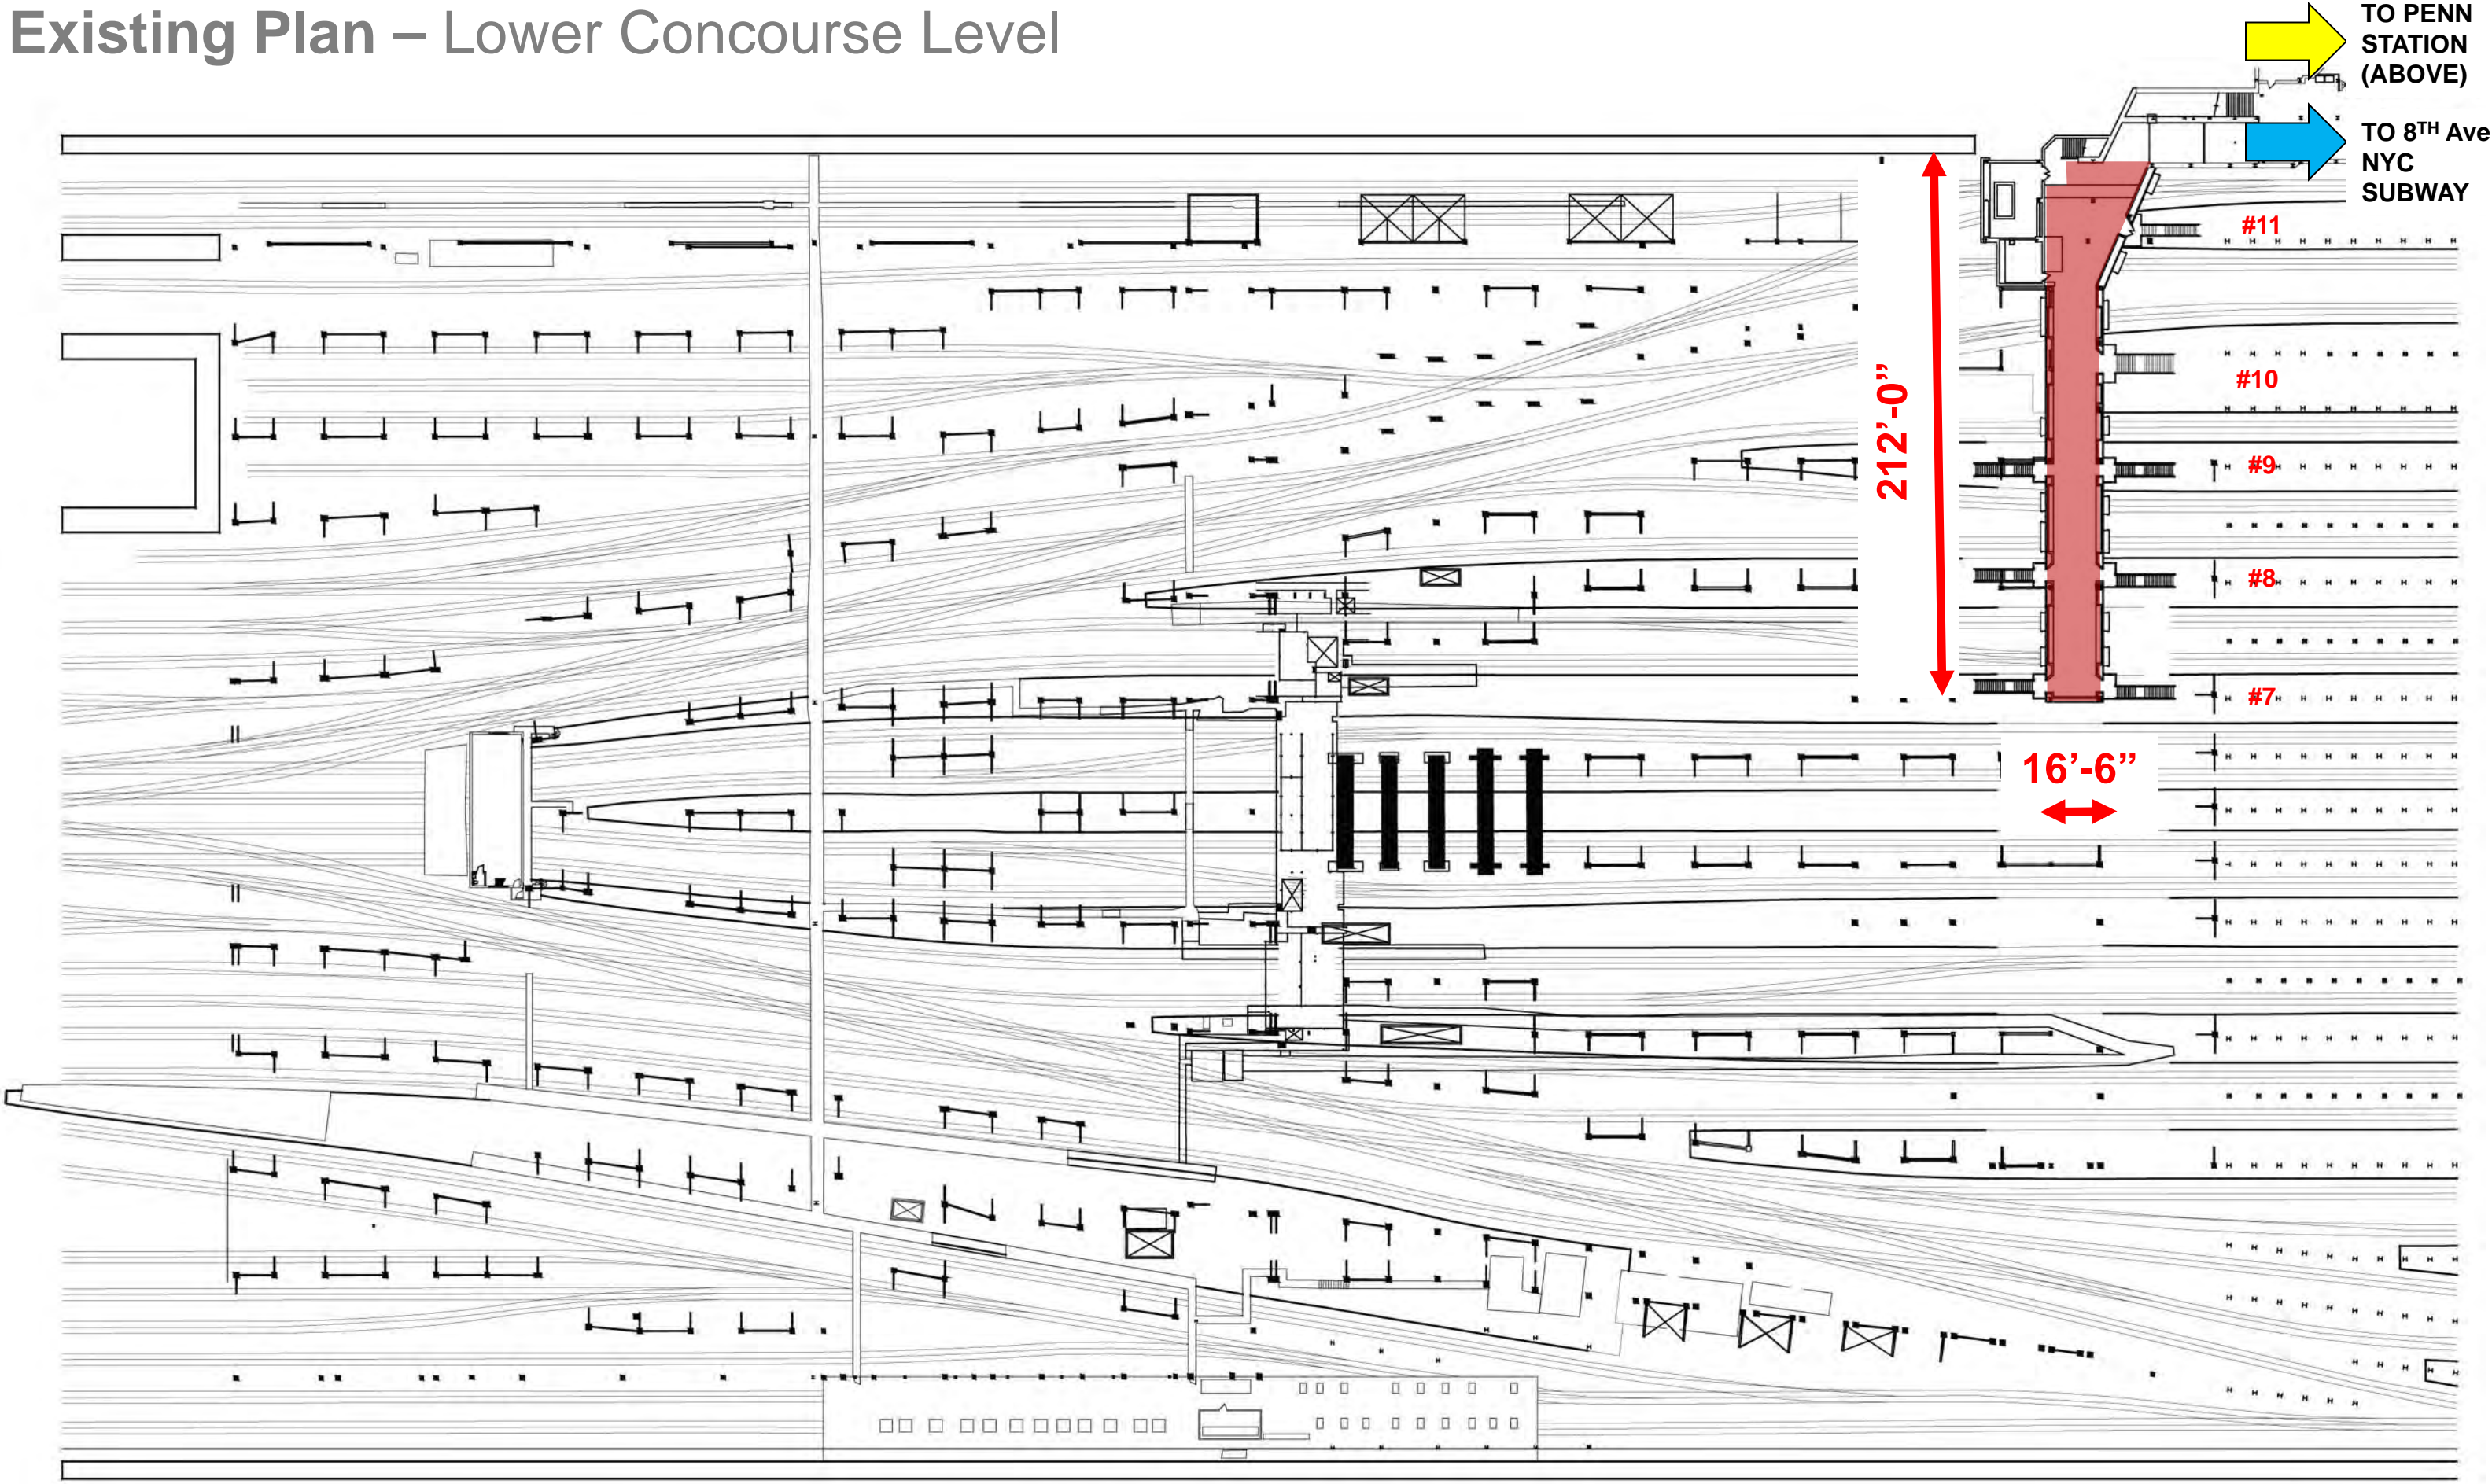 Existing Plan – Lower Concourse Level
TO PENN
STATION
(ABOVE)
TO 8TH Ave
NYC
SUBWAY
#11
#10
212’-0”
#9
#8
#7
16’-6”